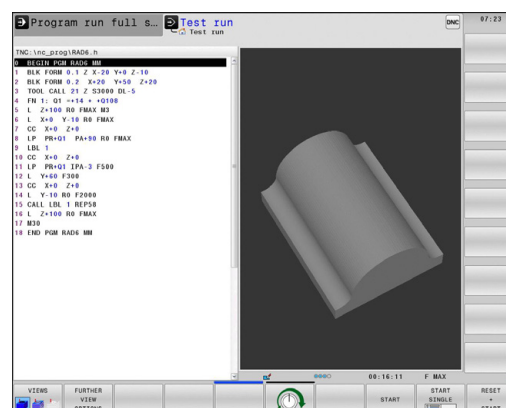 Program run full s...
Test run
Test run
DNC
07:23
TNC:\nc_prog\RAD6.h
0 BEGIN PGM RAD6 MM
1 BLK FORM 0.1 Z X-20 Y+0 Z-10
2 BLK FORM 0.2 X+20 Y+50 Z+20
3 TOOL CALL 21 Z S3000 DL-5
4 FN 1: Q1 =+14 + +Q108
5 L Z+100 R0 FMAX M3
6 L X+0 Y-10 R0 FMAX
7 CC X+0 Z+0
8 LP PR+Q1 PA+90 R0 FMAX
9 LBL 1
10 CC X+0 Z+0
11 LP PR+Q1 IPA-3 F500
12 L Y+60 F300
13 CC X+0 Z+0
14 L Y-10 R0 F2000
15 CALL LBL 1 REP58
16 L Z+100 R0 FMAX
17 M30
18 END PGM RAD6 MM
00:16:11 F MAX
VIEWS
FURTHER
VIEW
OPTIONS
START
START
SINGLE
RESET
+
START